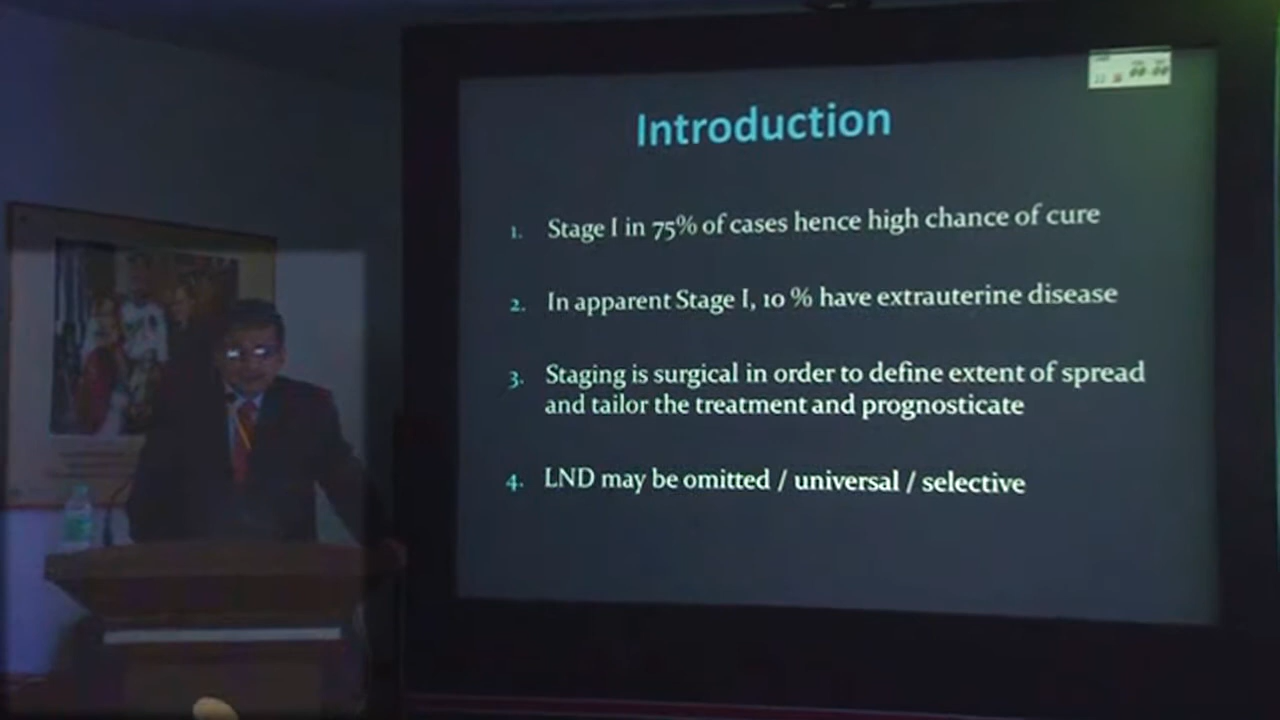 Introduction
1. Stage I in 75% of cases hence high chance of cure
2. In apparent Stage I, 10 % have extrauterine disease
3. Staging is surgical in order to define extent of spread
and tailor the treatment and prognosticate
4. LND may be omitted / universal / selective